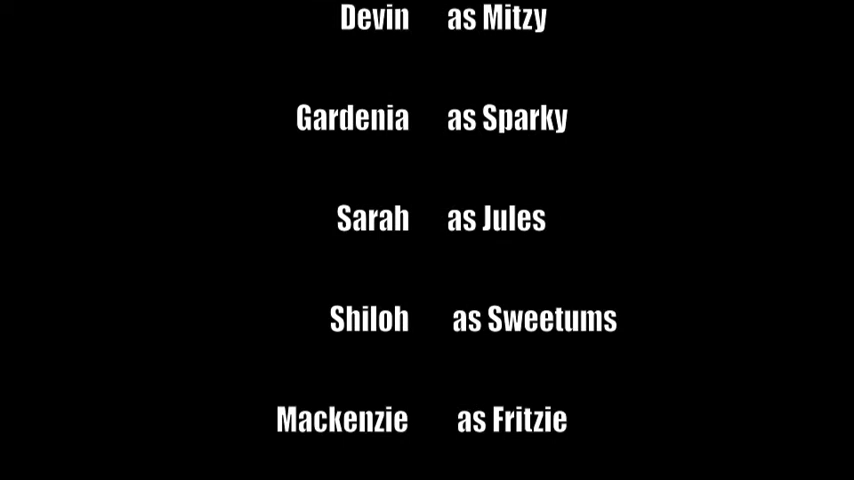 Devin as Mitzy
Gardenia as Sparky
Sarah as Jules
Shiloh as Sweetums
Mackenzie as Fritzie